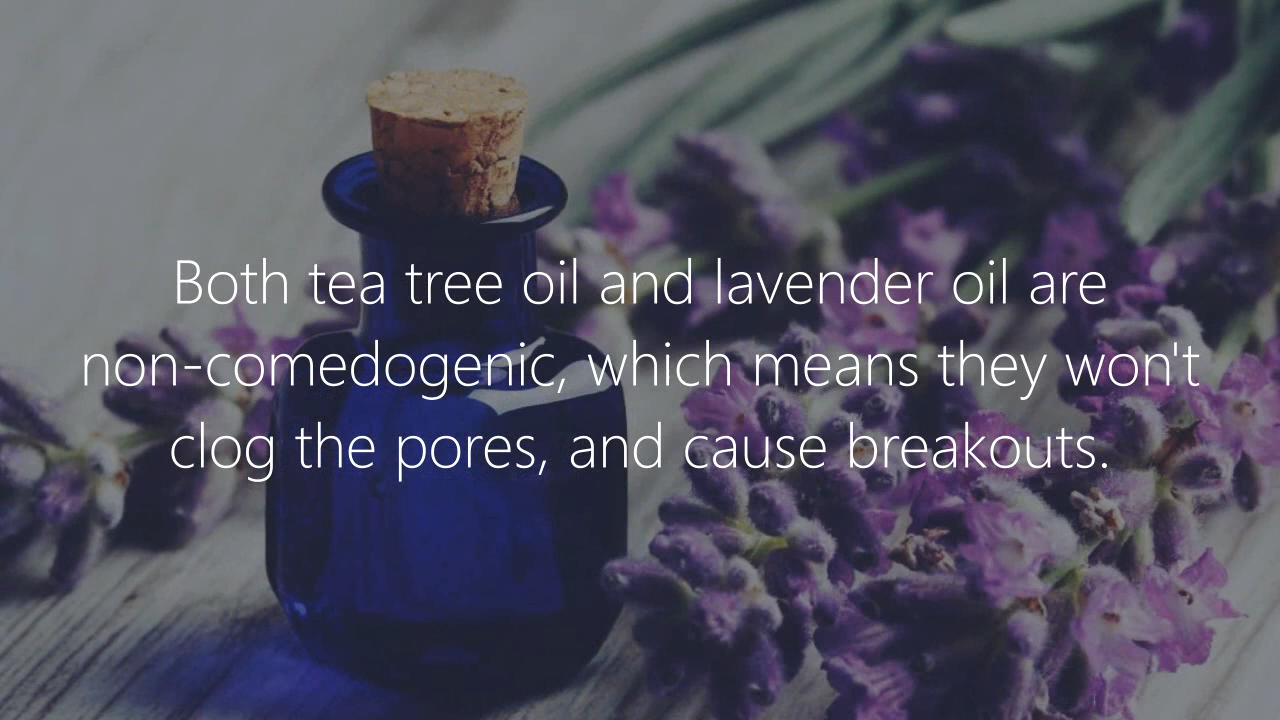 Both tea tree oil and lavender oil are
non-comedogenic, which means they won't
clog the pores, and cause breakouts.